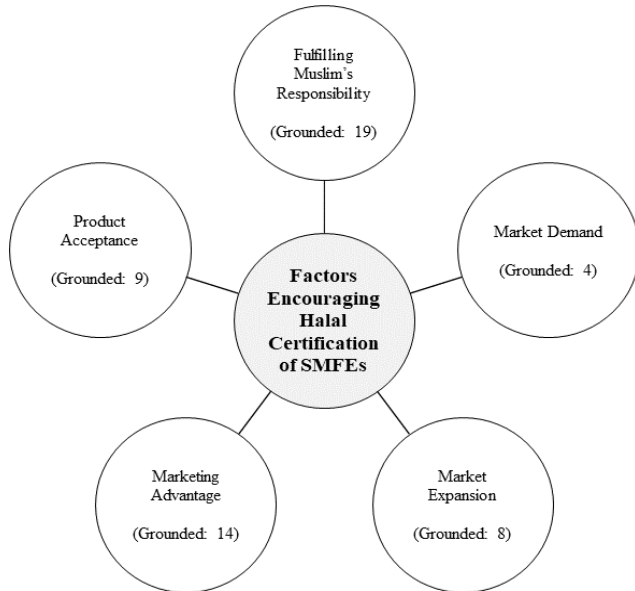 Fulfilling
Muslim's
Responsibility
(Grounded: 19)
Product
Acceptance
(Grounded: 9)
Market Demand
(Grounded: 4)
Factors
Encouraging
Halal
Certification
of SMFEs
Marketing
Advantage
(Grounded: 14)
Market
Expansion
(Grounded: 8)